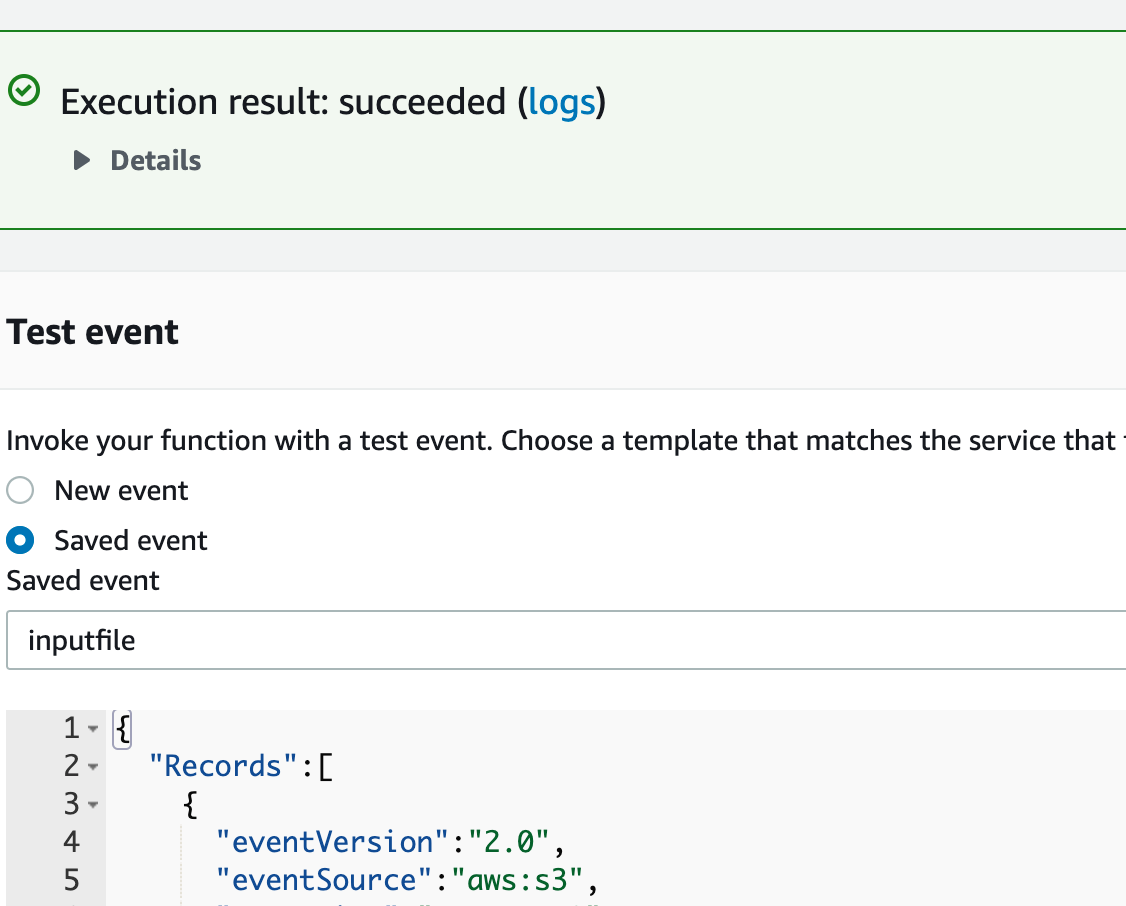 Execution result: succeeded (logs)
Details
Test event
Invoke your function with a test event. Choose a template that matches the service that
New event
Saved event
Saved event
inputfile
1 {
2 "Records":[
3 {
4 "eventVersion":"2.0",
5 "eventSource":"aws:s3",